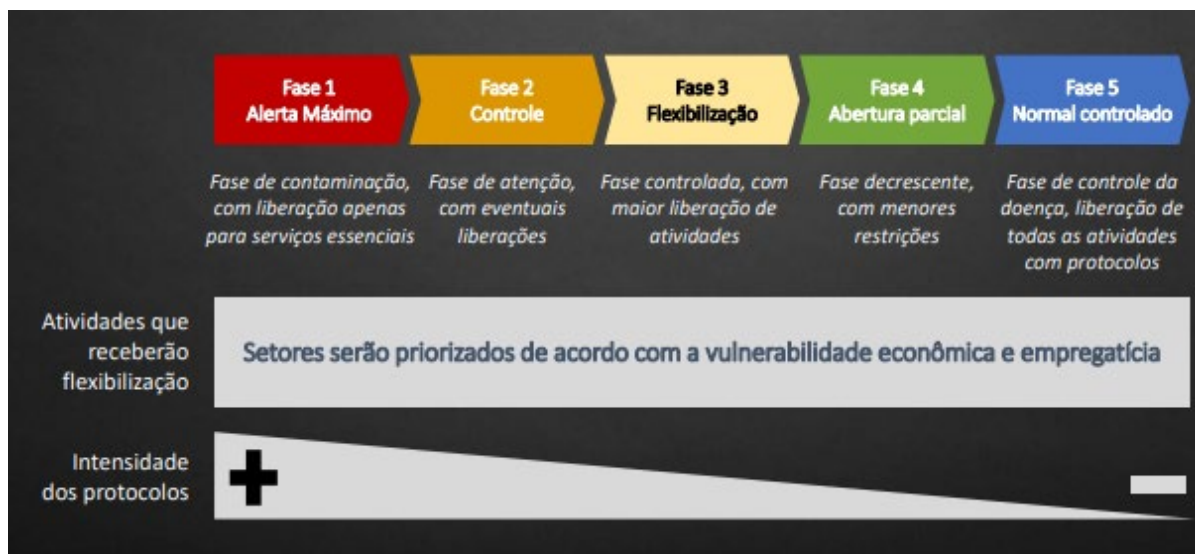 Fase 1
Alerta Máximo
Fase 2
Controle
Fase 3
Flexibilização
Fase 4
Abertura parcial
Fase 5
Normal controlado
Fase de contaminação,
com liberação apenas
para serviços essenciais
Fase de atenção,
com eventuais
liberações
Fase controlada, com
maior liberação de
atividades
Fase decrescente,
com menores
restrições
Fase de controle da
doença, liberação de
todas as atividades
com protocolos
Atividades que
receberão
flexibilização
Setores serão priorizados de acordo com a vulnerabilidade econômica e empregatícia
Intensidade
dos protocolos